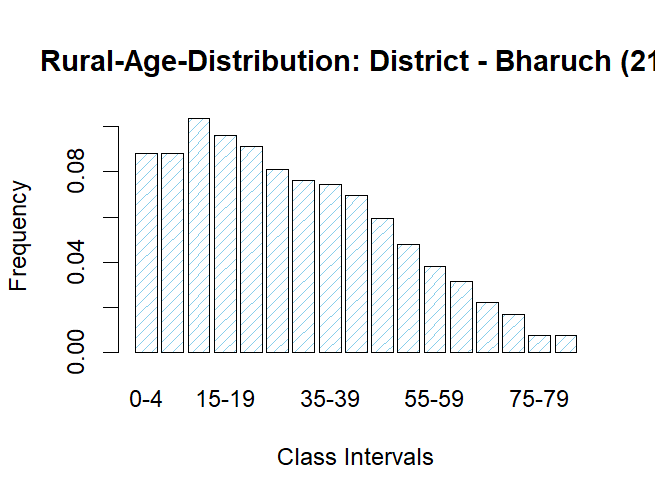 Rural-Age-Distribution: District - Bharuch (21
Frequency
0.08
0.04
0.00
0-4 15-19 35-39 55-59 75-79
Class Intervals